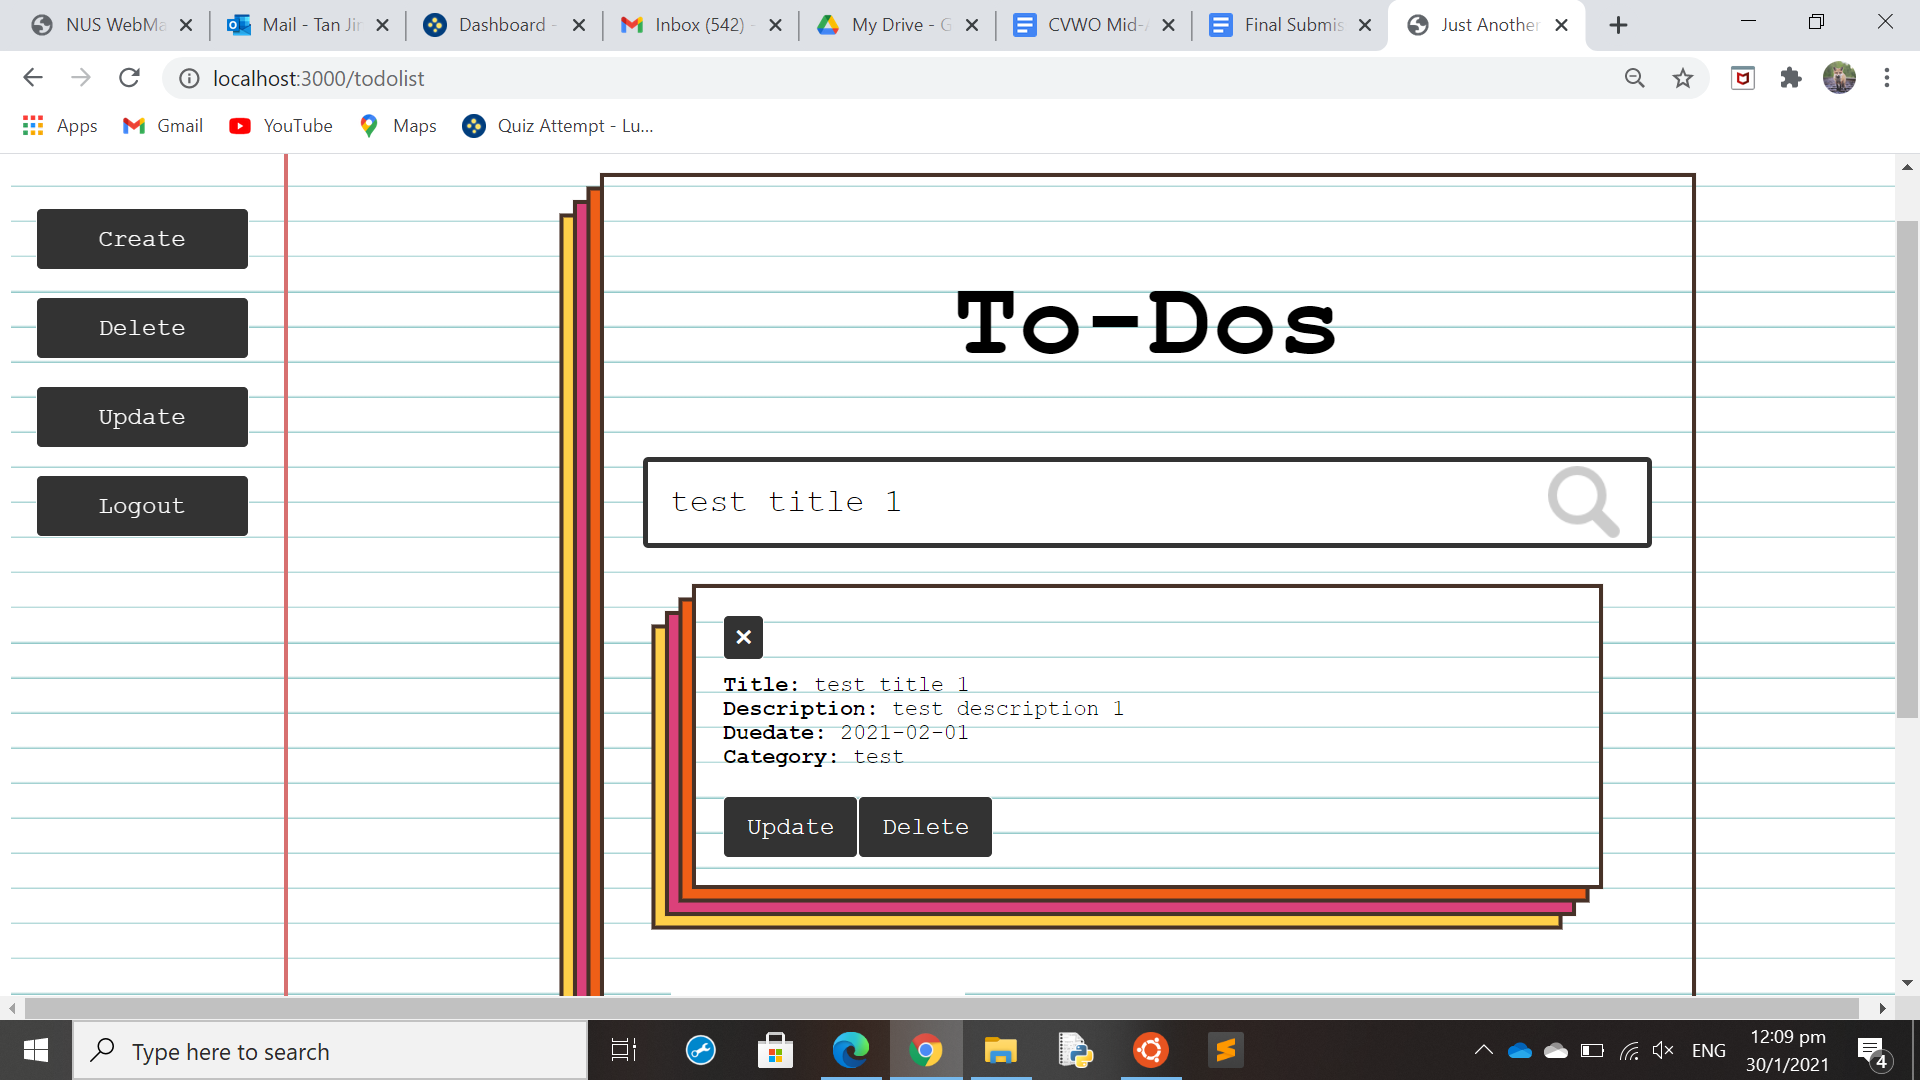 NUS WebMa
Mail - Tan Jir
Dashboard -
Inbox (542) -
My Drive - G
CVWO Mid-
Final Submis
Just Another
localhost:3000/todolist
Apps
Gmail
YouTube
Maps
Quiz Attempt - Lu...
Create
Delete
Update
Logout
To-Dos
test title 1
Title: test title 1
Description: test description 1
Duedate: 2021-02-01
Category: test
Update Delete
Type here to search
ENG
12:09 pm
30/1/2021
4